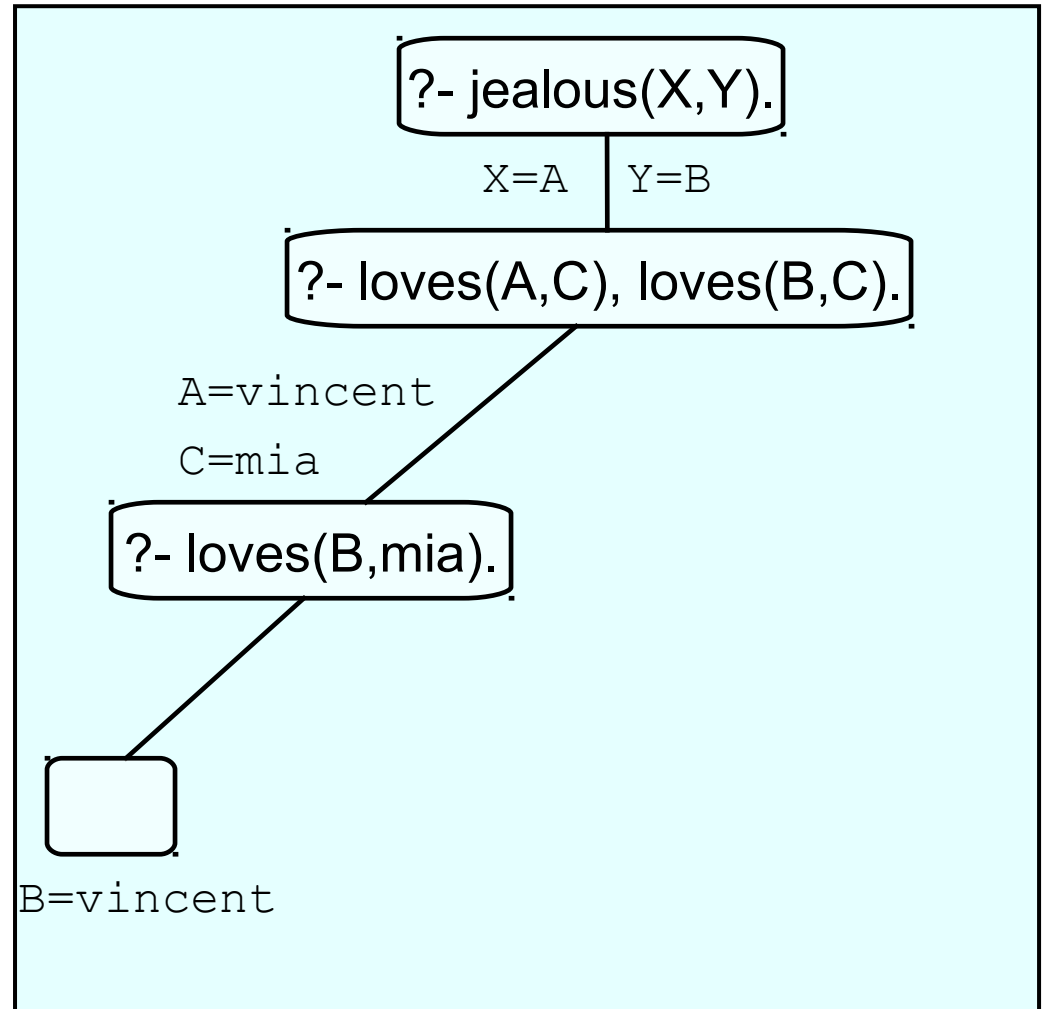 ?- jealous(X,Y).
X=A Y=B
?- loves(A,C), loves(B,C).
A=vincent
C=mia
?- loves(B,mia).
B=vincent